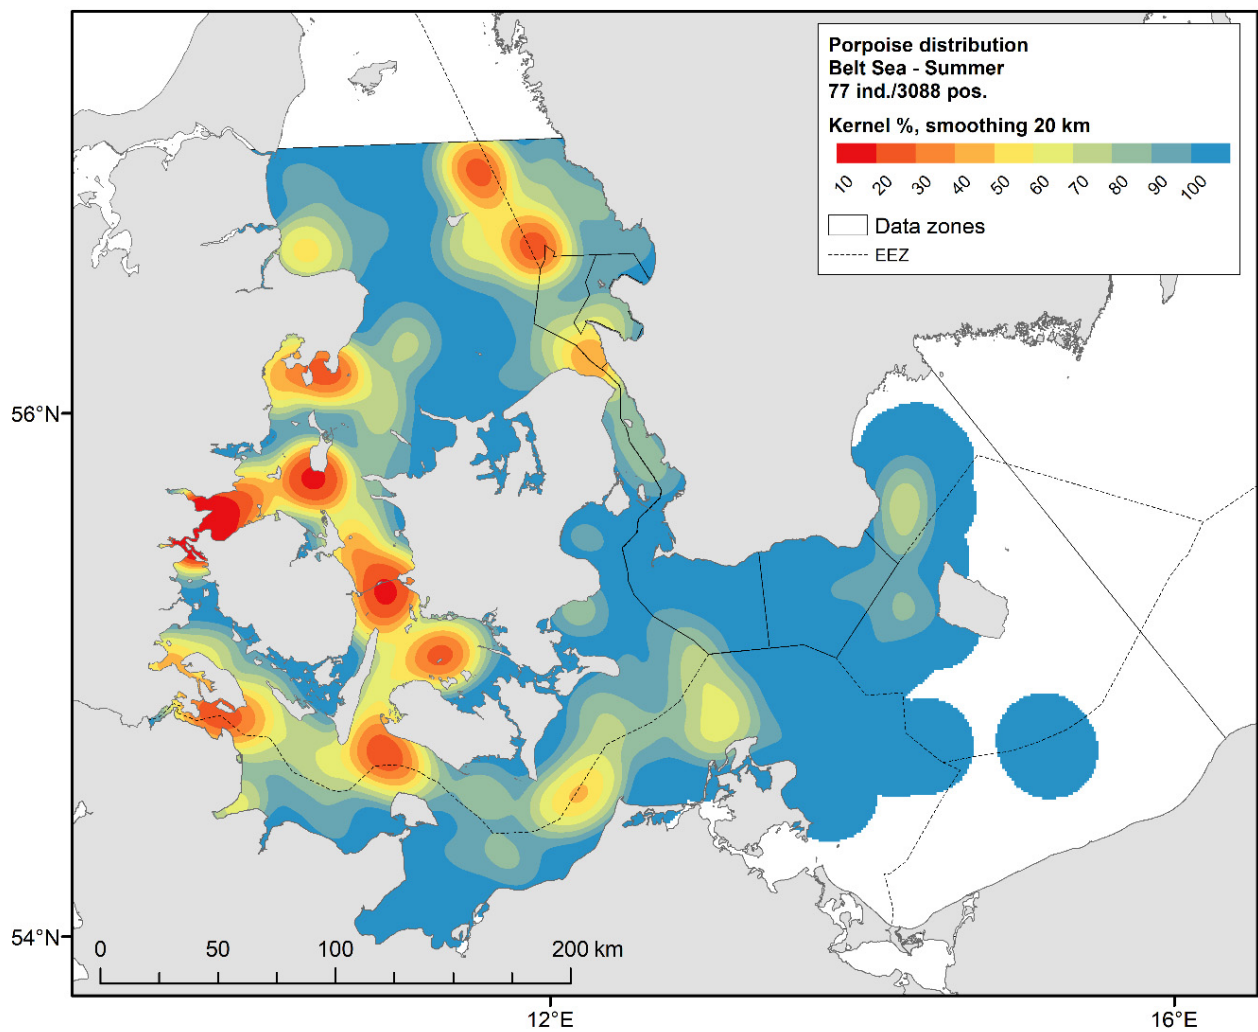 Porpoise distribution
Belt Sea - Summer
77 ind./3088 pos.
Kernel %, smoothing 20 km
10 20 30 40 50 60 70 80 90 100
Data zones
EEZ
56°N
54°N
0 50 100 200 km
12°E 16°E